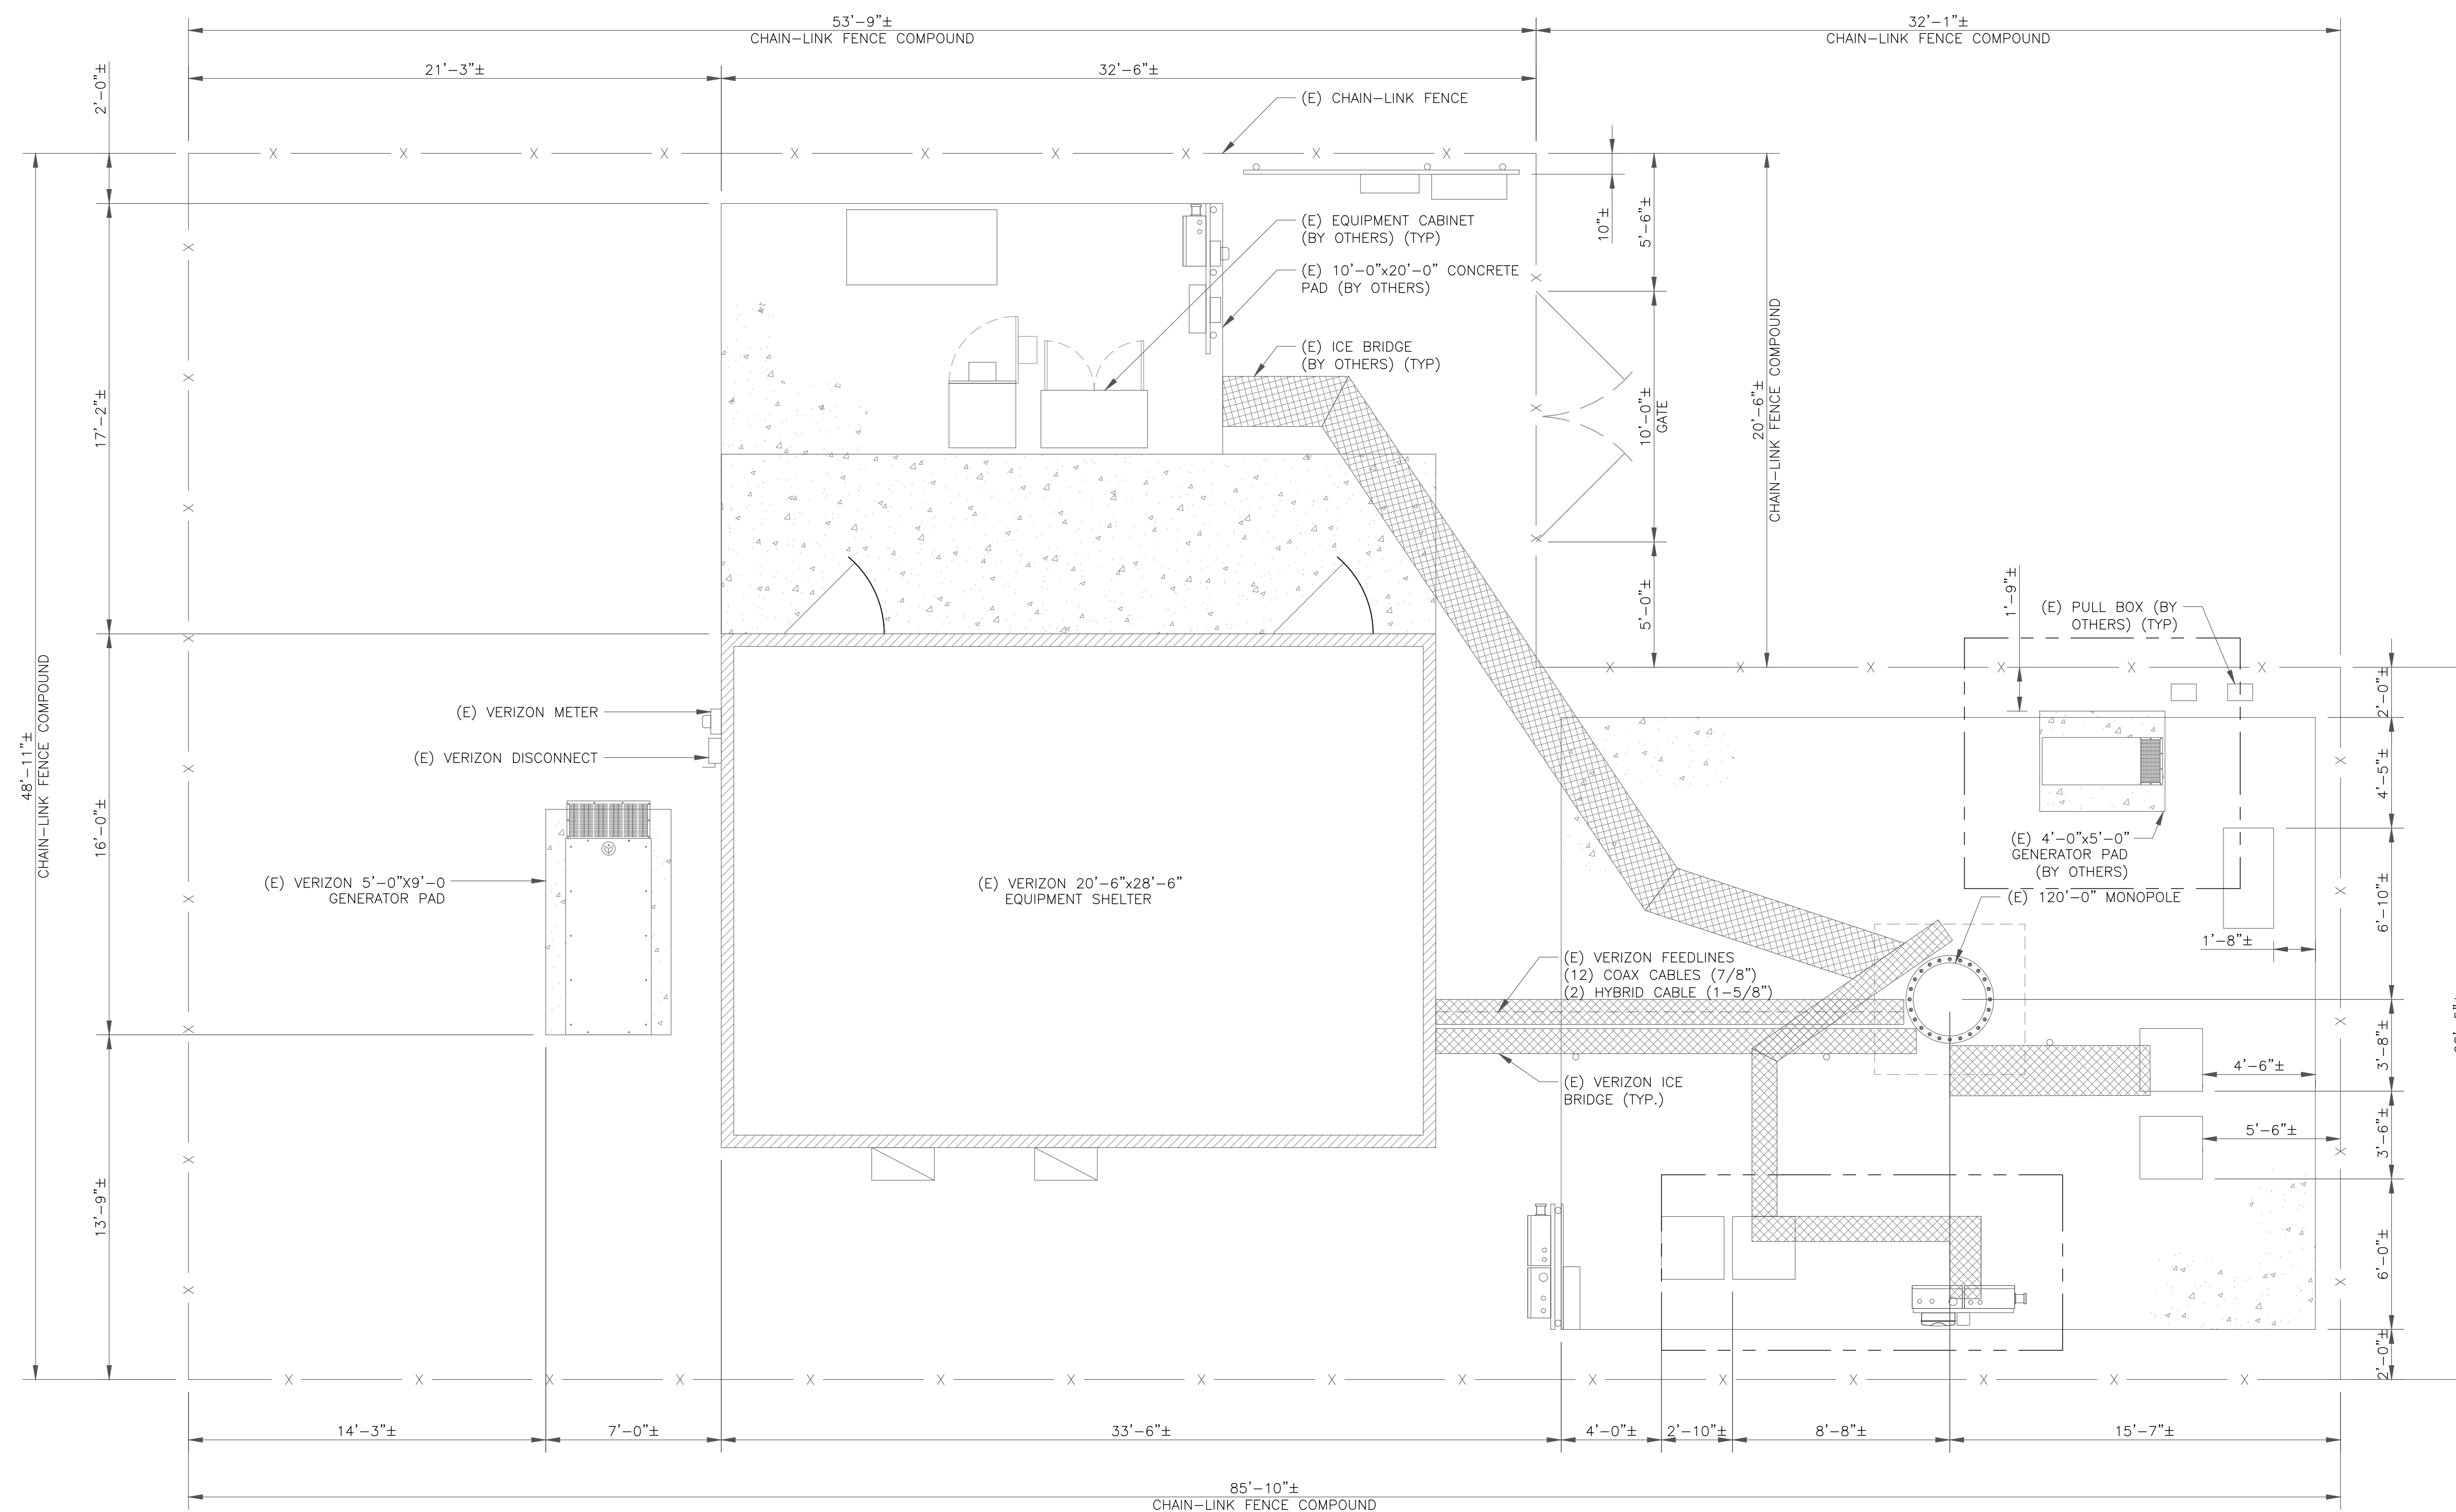 53'-9"±
CHAIN-LINK FENCE COMPOUND
32'-1"±
CHAIN-LINK FENCE COMPOUND
21'-3"±
32'-6"±
2'-0"±
(E) CHAIN-LINK FENCE
(E) EQUIPMENT CABINET
(BY OTHERS) (TYP)
(E) 10'-0"x20'-0" CONCRETE
PAD (BY OTHERS)
(E) ICE BRIDGE
(BY OTHERS) (TYP)
10"±
5'-6"±
10'-0"±
GATE
5'-0"±
20'-6"±
CHAIN-LINK FENCE COMPOUND
17'-2"±
48'-11"±
CHAIN-LINK FENCE COMPOUND
16'-0"±
13'-9"±
1'-9"±
(E) PULL BOX (BY
OTHERS) (TYP)
(E) VERIZON METER
(E) VERIZON DISCONNECT
(E) VERIZON 5'-0"X9'-0
GENERATOR PAD
(E) VERIZON 20'-6"x28'-6"
EQUIPMENT SHELTER
(E) 4'-0"x5'-0"
GENERATOR PAD
(BY OTHERS)
(E) 120'-0" MONOPOLE
(E) VERIZON FEEDLINES
(12) COAX CABLES (7/8")
(2) HYBRID CABLE (1-5/8")
(E) VERIZON ICE
BRIDGE (TYP.)
1'-8"±
4'-6"±
5'-6"±
2'-0"±
4'-5"±
6'-10"±
3'-8"±
3'-6"±
6'-0"±
2'-0"±
14'-3"±
7'-0"±
33'-6"±
4'-0"±
2'-10"±
8'-8"±
15'-7"±
85'-10"±
CHAIN-LINK FENCE COMPOUND